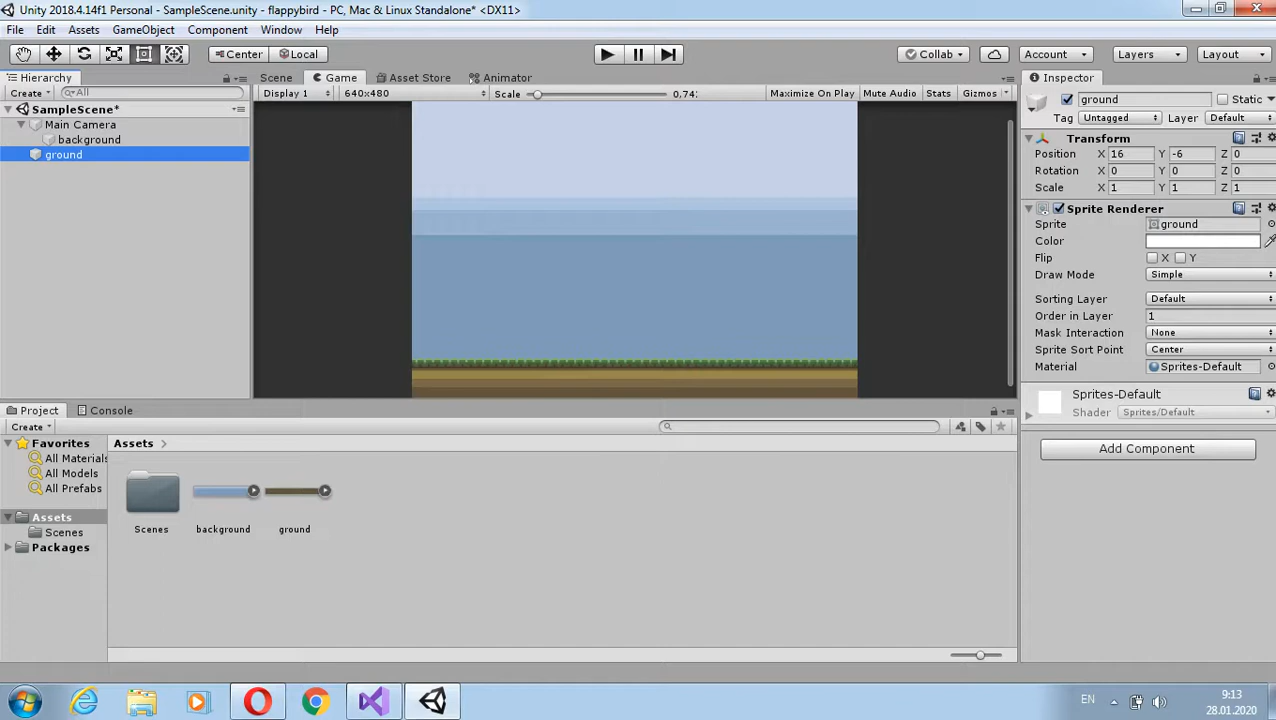 Unity 2018.4.14f1 Personal - SampleScene.unity - flappybird - PC, Mac & Linux Standalone* <DX11>
File Edit Assets GameObject Component Window Help
Center Local Collab Account Layers Layout
Hierarchy Scene Game Asset Store Animator Inspector
Create All Display 1 640x480 Scale 0,74 Maximize On Play Mute Audio Stats Gizmos
ground Static
SampleScene*
Tag Untagged Layer Default
Main Camera
background
ground
Transform
Position X 16 Y -6 Z 0
Rotation X 0 Y 0 Z 0
Scale X 1 Y 1 Z 1
Sprite Renderer
Sprite ground
Color
Flip X Y
Draw Mode Simple
Sorting Layer Default
Order in Layer 1
Mask Interaction None
Sprite Sort Point Center
Material Sprites-Default
Sprites-Default
Shader Sprites/Default
Add Component
Project Console
Create
Favorites
All Materials
All Models
All Prefabs
Assets
Scenes
Packages
Assets
Scenes background ground
EN
9:13
28.01.2020